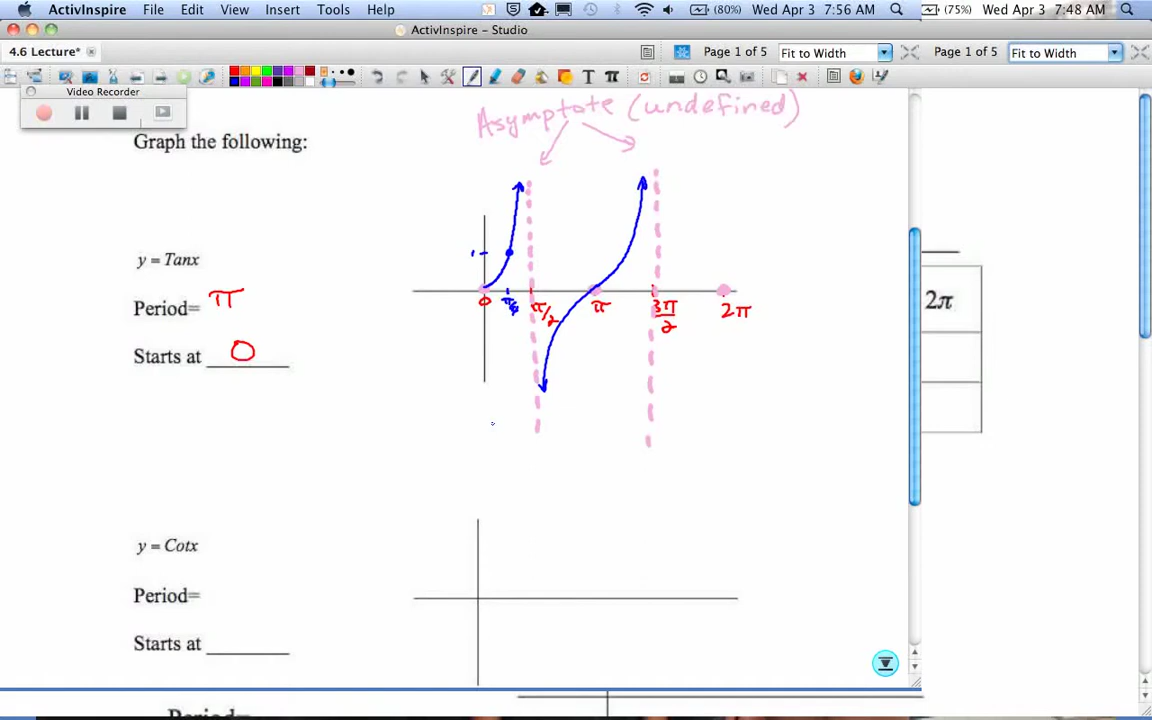 ActivInspire File Edit View Insert Tools Help (80%) Wed Apr 3 7:56 AM (75%) Wed Apr 3 7:48 AM
ActivInspire – Studio
4.6 Lecture* Page 1 of 5 Fit to Width Page 1 of 5 Fit to Width
Video Recorder
Asymptote (undefined)
Graph the following:
1
y = Tanx
Period= π
0 π/4 π/2 π 3π/2 2π
2π
Starts at 0
y = Cotx
Period=
Starts at
Period=